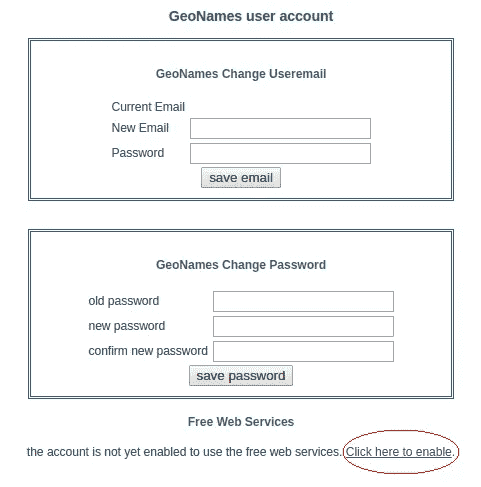 GeoNames user account
GeoNames Change Useremail
Current Email
New Email
Password
save email
GeoNames Change Password
old password
new password
confirm new password
save password
Free Web Services
the account is not yet enabled to use the free web services. Click here to enable.